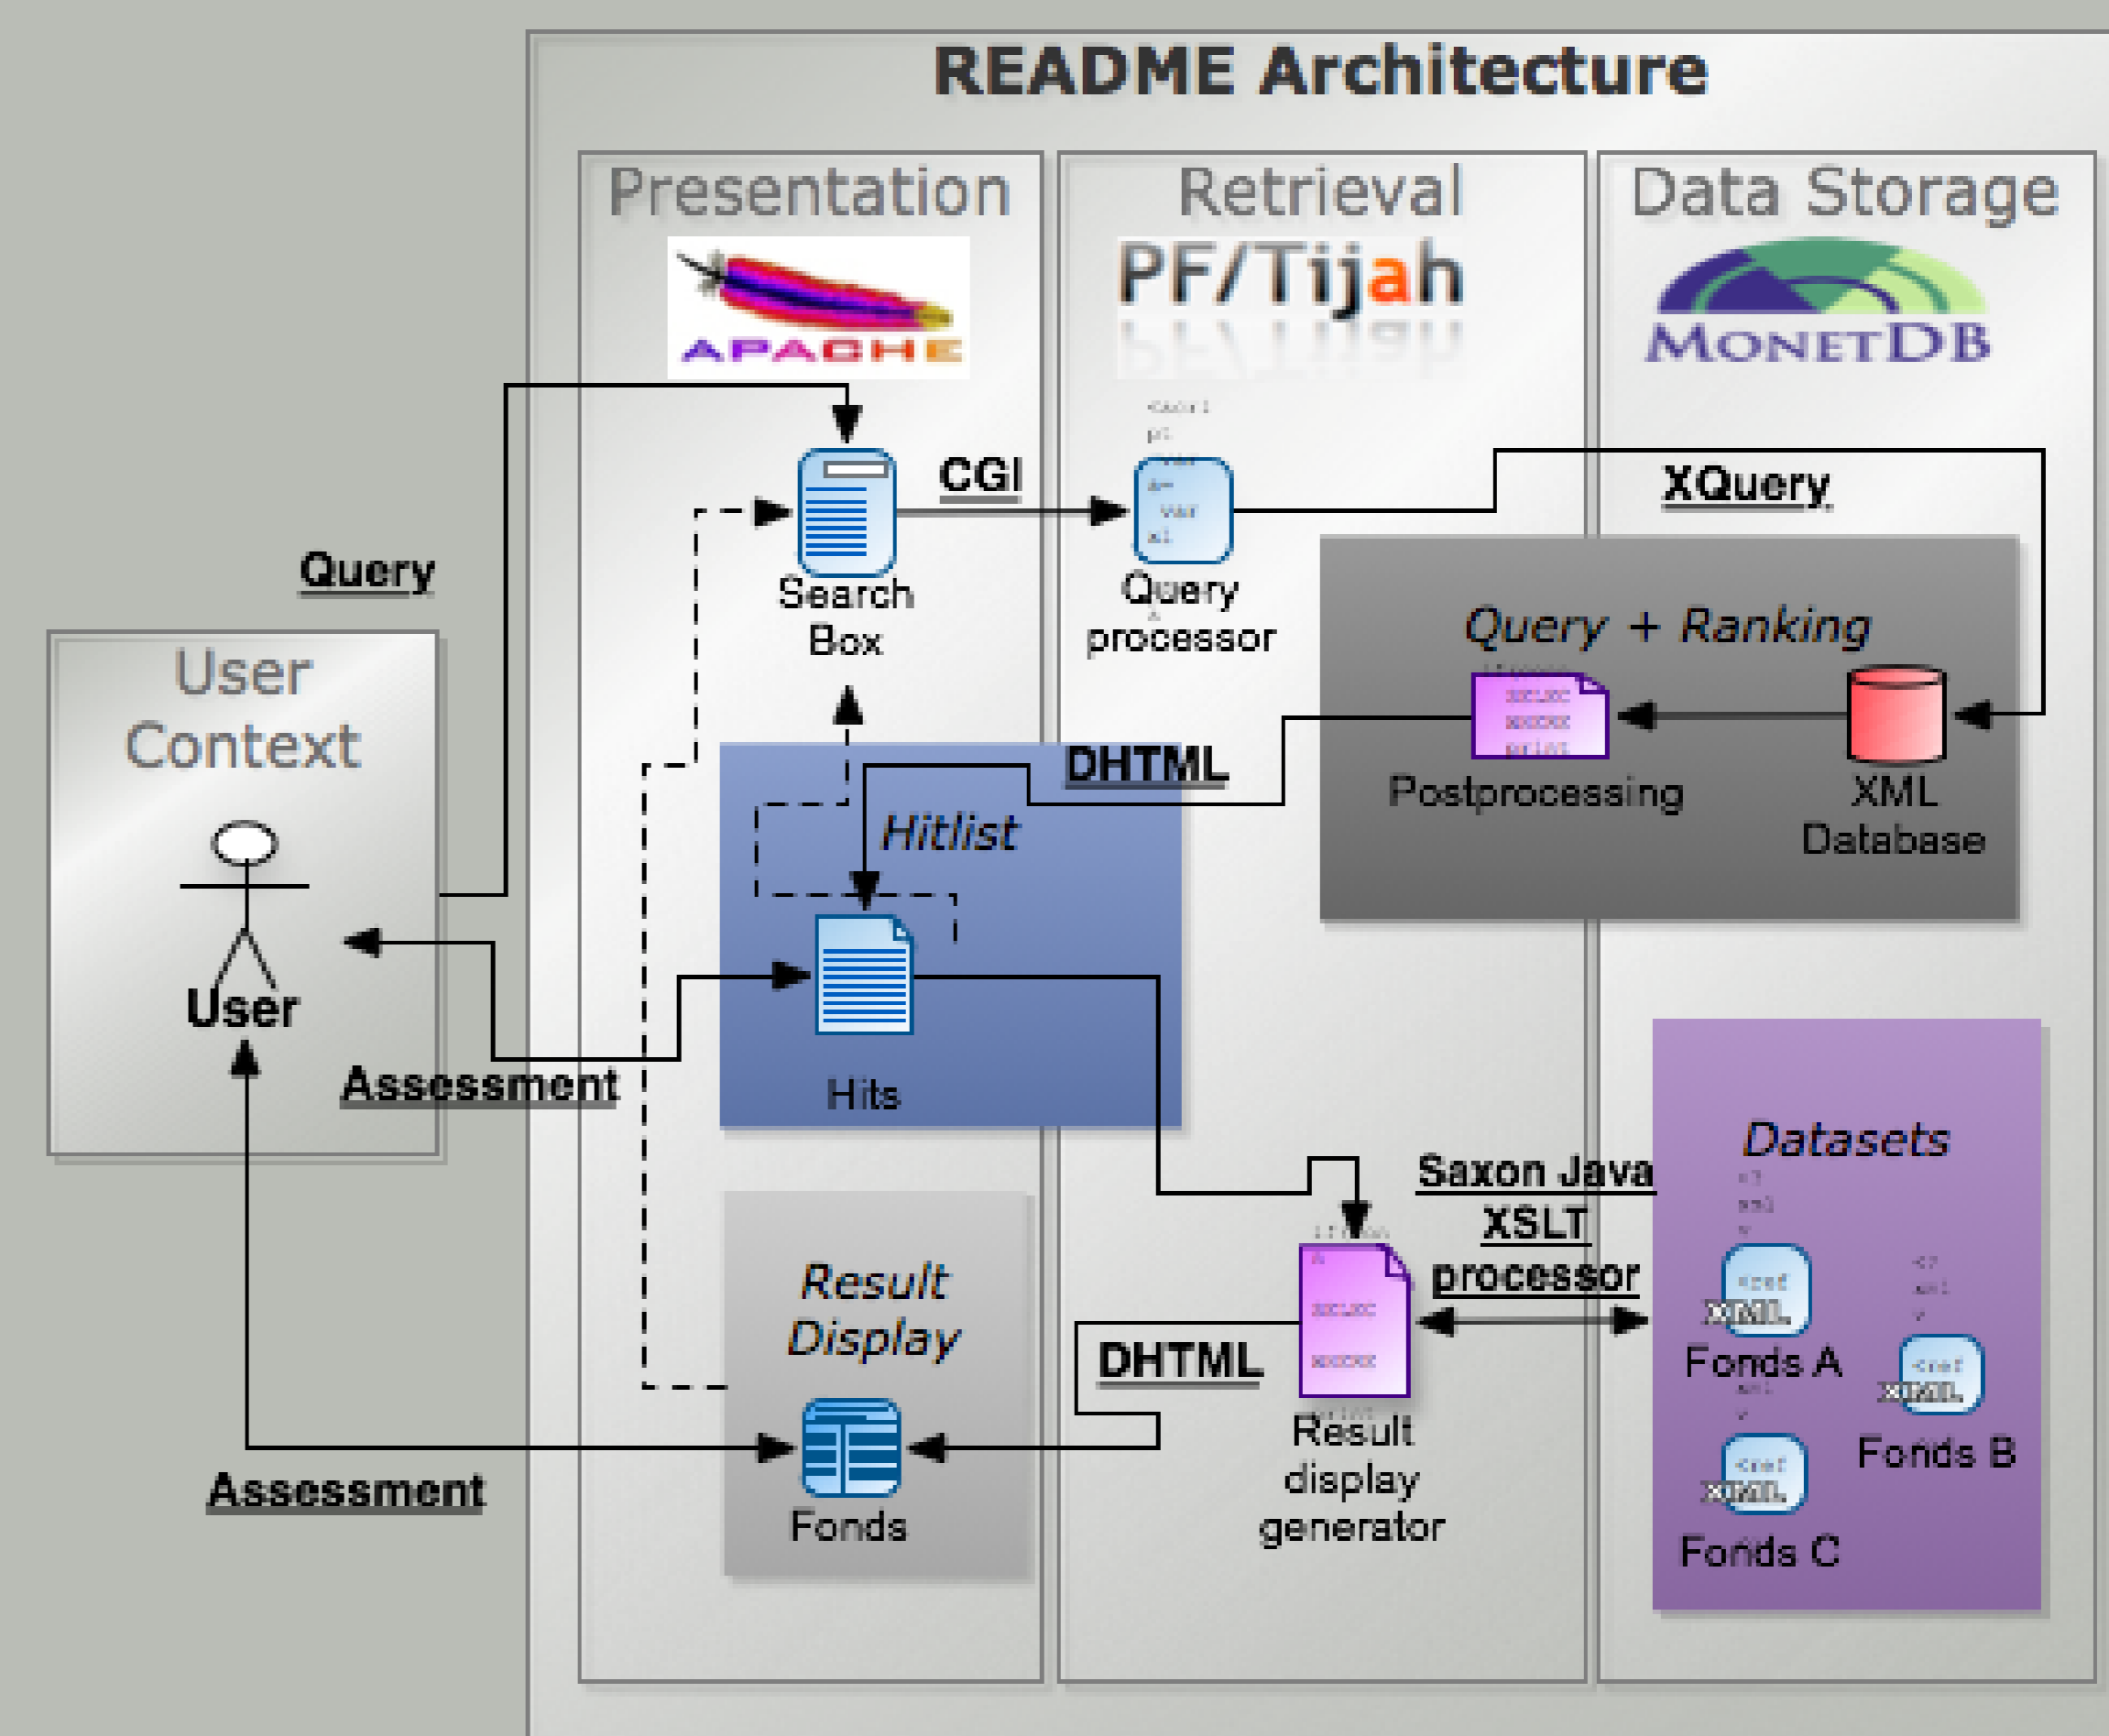 README Architecture
Presentation
Retrieval
Data Storage
APACHE
PF/Tijah
MONETDB
CGI
XQuery
Query
Search
Box
Query
processor
Query + Ranking
User
Context
DHTML
Postprocessing
XML
Database
Hitlist
User
Assessment
Hits
Datasets
Saxon Java
XSLT
processor
Result
Display
XML
Fonds A
DHTML
XML
Result
display
generator
Fonds B
XML
Assessment
Fonds
Fonds C